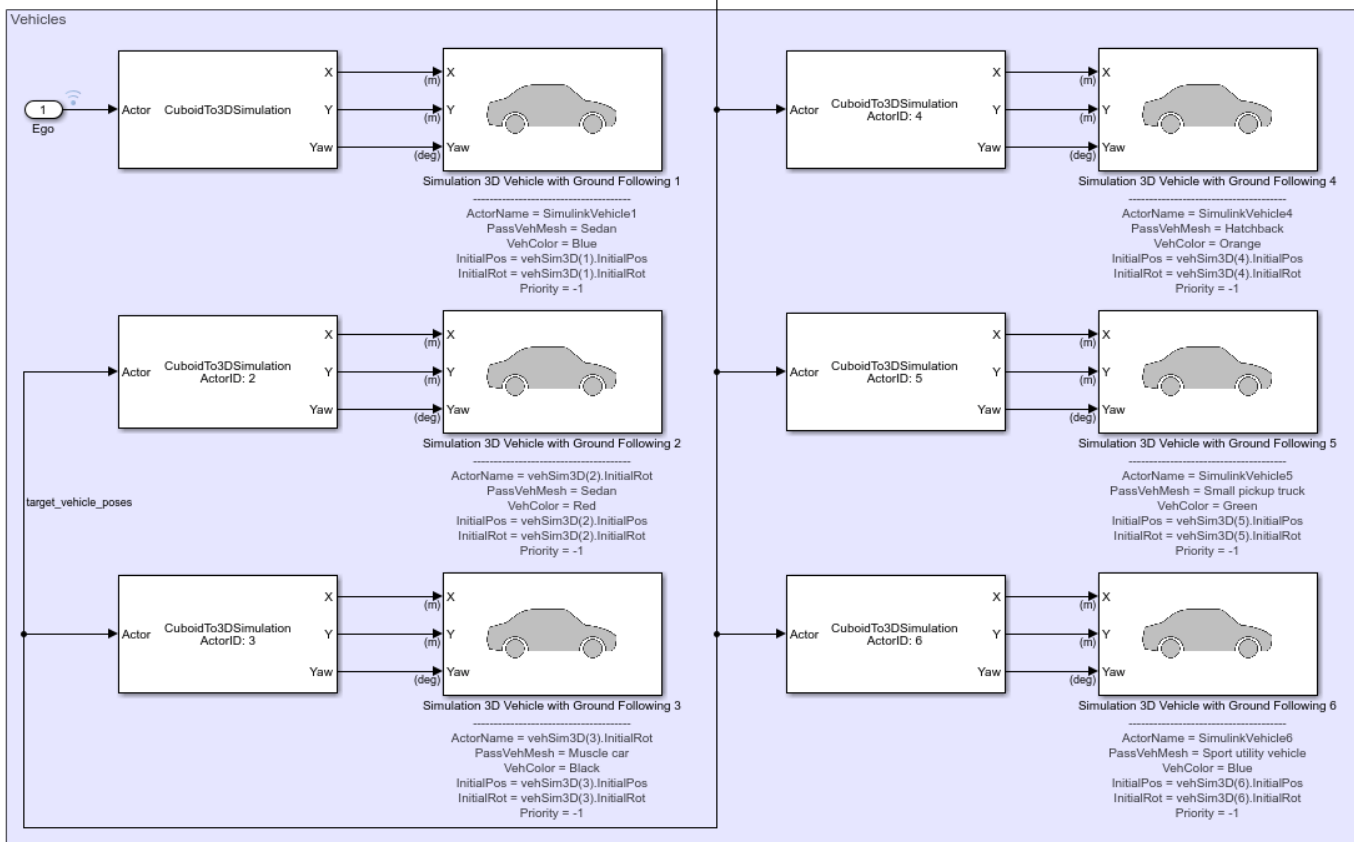 Vehicles
1
Ego
Actor
CuboidTo3DSimulation
X
Y
Yaw
(m)
(m)
(deg)
X
Y
Yaw
Simulation 3D Vehicle with Ground Following 1
---------------------------------------
ActorName = SimulinkVehicle1
PassVehMesh = Sedan
VehColor = Blue
InitialPos = vehSim3D(1).InitialPos
InitialRot = vehSim3D(1).InitialRot
Priority = -1
Actor
CuboidTo3DSimulation
ActorID: 2
X
Y
Yaw
(m)
(m)
(deg)
X
Y
Yaw
Simulation 3D Vehicle with Ground Following 2
---------------------------------------
ActorName = vehSim3D(2).InitialRot
PassVehMesh = Sedan
VehColor = Red
InitialPos = vehSim3D(2).InitialPos
InitialRot = vehSim3D(2).InitialRot
Priority = -1
target_vehicle_poses
Actor
CuboidTo3DSimulation
ActorID: 3
X
Y
Yaw
(m)
(m)
(deg)
X
Y
Yaw
Simulation 3D Vehicle with Ground Following 3
---------------------------------------
ActorName = vehSim3D(3).InitialRot
PassVehMesh = Muscle car
VehColor = Black
InitialPos = vehSim3D(3).InitialPos
InitialRot = vehSim3D(3).InitialRot
Priority = -1
Actor
CuboidTo3DSimulation
ActorID: 4
X
Y
Yaw
(m)
(m)
(deg)
X
Y
Yaw
Simulation 3D Vehicle with Ground Following 4
---------------------------------------
ActorName = SimulinkVehicle4
PassVehMesh = Hatchback
VehColor = Orange
InitialPos = vehSim3D(4).InitialPos
InitialRot = vehSim3D(4).InitialRot
Priority = -1
Actor
CuboidTo3DSimulation
ActorID: 5
X
Y
Yaw
(m)
(m)
(deg)
X
Y
Yaw
Simulation 3D Vehicle with Ground Following 5
---------------------------------------
ActorName = SimulinkVehicle5
PassVehMesh = Small pickup truck
VehColor = Green
InitialPos = vehSim3D(5).InitialPos
InitialRot = vehSim3D(5).InitialRot
Priority = -1
Actor
CuboidTo3DSimulation
ActorID: 6
X
Y
Yaw
(m)
(m)
(deg)
X
Y
Yaw
Simulation 3D Vehicle with Ground Following 6
---------------------------------------
ActorName = SimulinkVehicle6
PassVehMesh = Sport utility vehicle
VehColor = Blue
InitialPos = vehSim3D(6).InitialPos
InitialRot = vehSim3D(6).InitialRot
Priority = -1